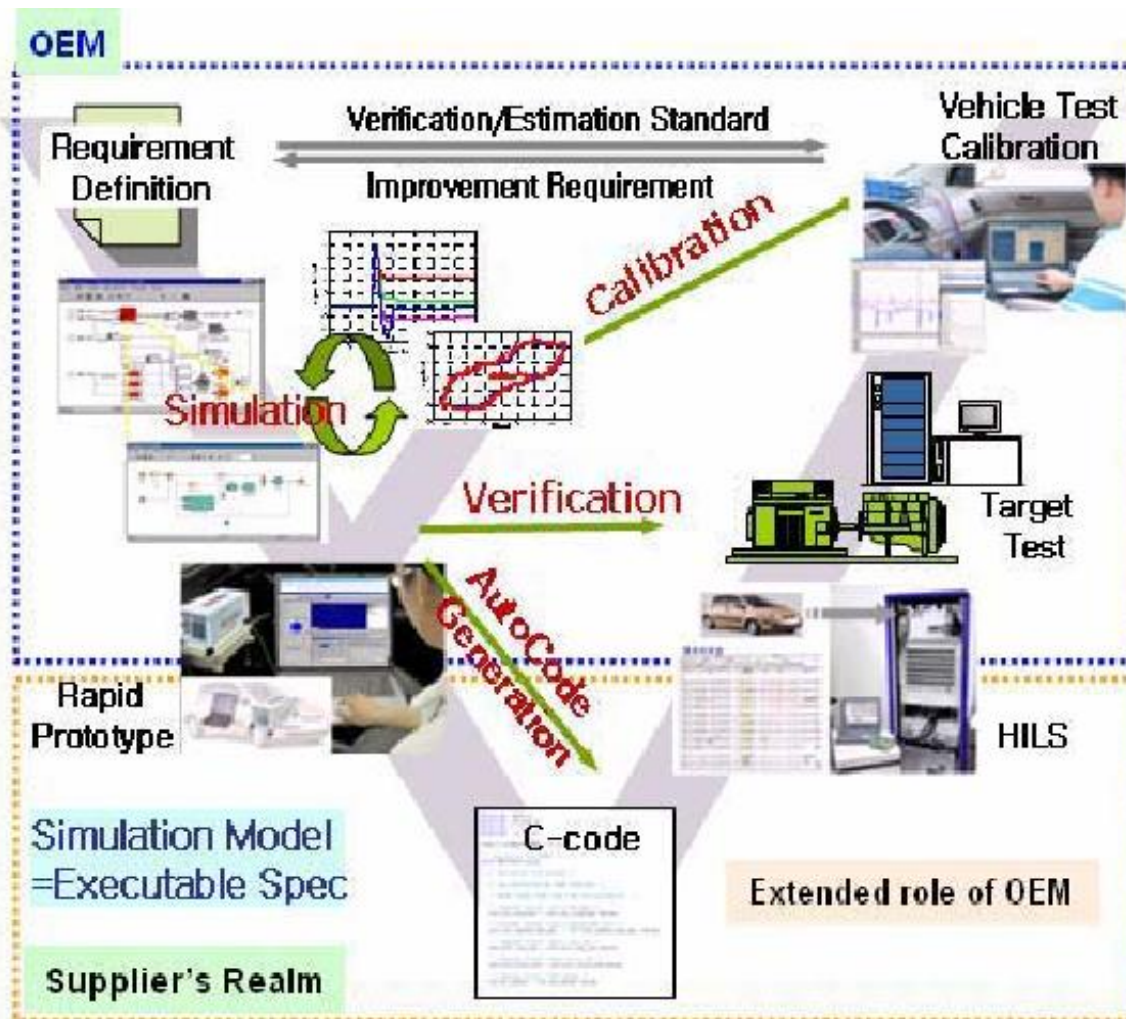 OEM
Verification/Estimation Standard
Vehicle Test
Calibration
Requirement
Definition
Improvement Requirement
Calibration
Simulation
Verification
Target
Test
AutoCode
Generation
Rapid
Prototype
HILS
Simulation Model
=Executable Spec
C-code
Extended role of OEM
Supplier's Realm